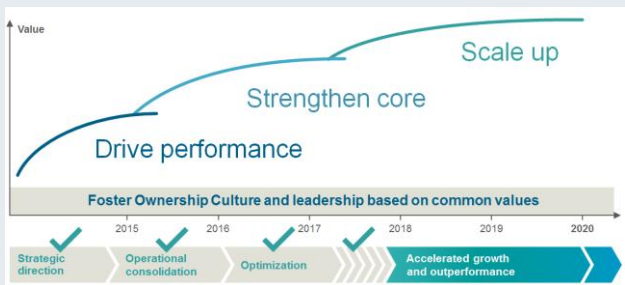 Value
Scale up
Strengthen core
Drive performance
Foster Ownership Culture and leadership based on common values
2015 2016 2017 2018 2019 2020
Strategic direction
Operational consolidation
Optimization
Accelerated growth and outperformance